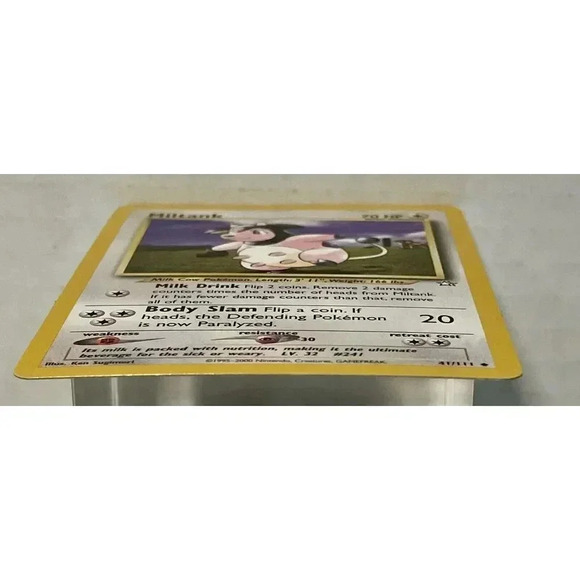 Miltank 70 HP
Milk Cow Pokémon. Length: 3' 11", Weight: 166 lbs.
Milk Drink Flip 2 coins. Remove 2 damage
counters times the number of heads from Miltank.
If it has fewer damage counters than that, remove
all of them.
Body Slam Flip a coin. If
heads, the Defending Pokémon
is now Paralyzed.
20
weakness resistance retreat cost
30
Its milk is packed with nutrition, making it the ultimate
beverage for the sick or weary. LV. 32 #241
Illus. Ken Sugimori ©1995-2000 Nintendo, Creatures, GAMEFREAK. 41/111